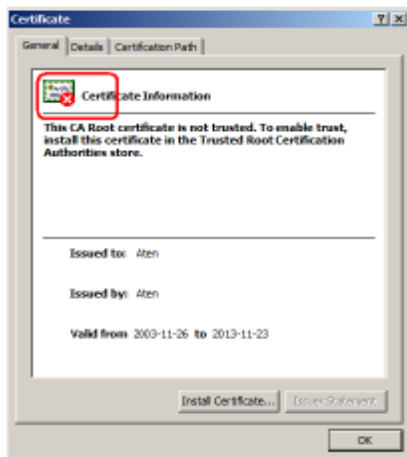 Certificate
General Details Certification Path
Certificate Information
This CA Root certificate is not trusted. To enable trust,
install this certificate in the Trusted Root Certification
Authorities store.
Issued to: Aten
Issued by: Aten
Valid from 2003-11-26 to 2013-11-23
Install Certificate... Issuer Statement
OK